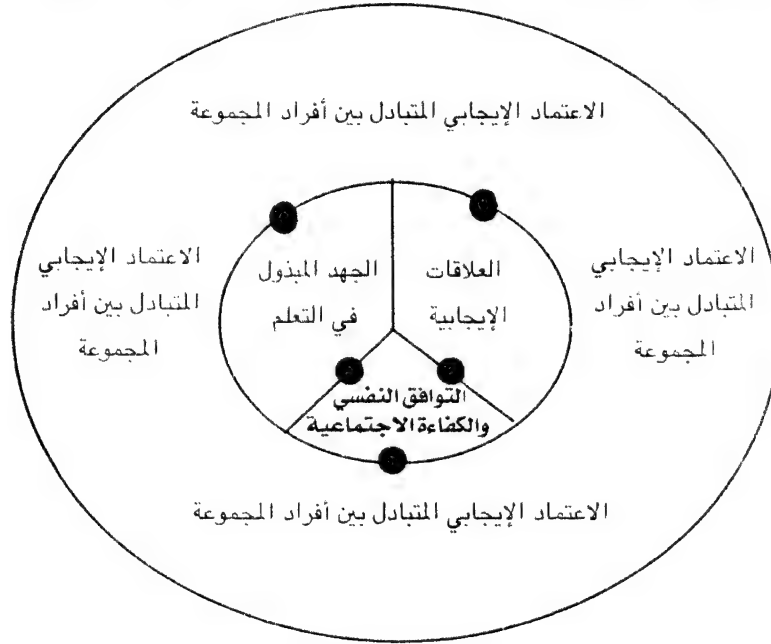 الاعتماد الإيجابي المتبادل بين أفراد المجموعة
الاعتماد الإيجابي
المتبادل بين أفراد
المجموعة
العلاقات
الإيجابية
الجهد المبذول
في التعلم
الاعتماد الإيجابي
المتبادل بين أفراد
المجموعة
التوافق النفسي
والكفاءة الاجتماعية
الاعتماد الإيجابي المتبادل بين أفراد المجموعة